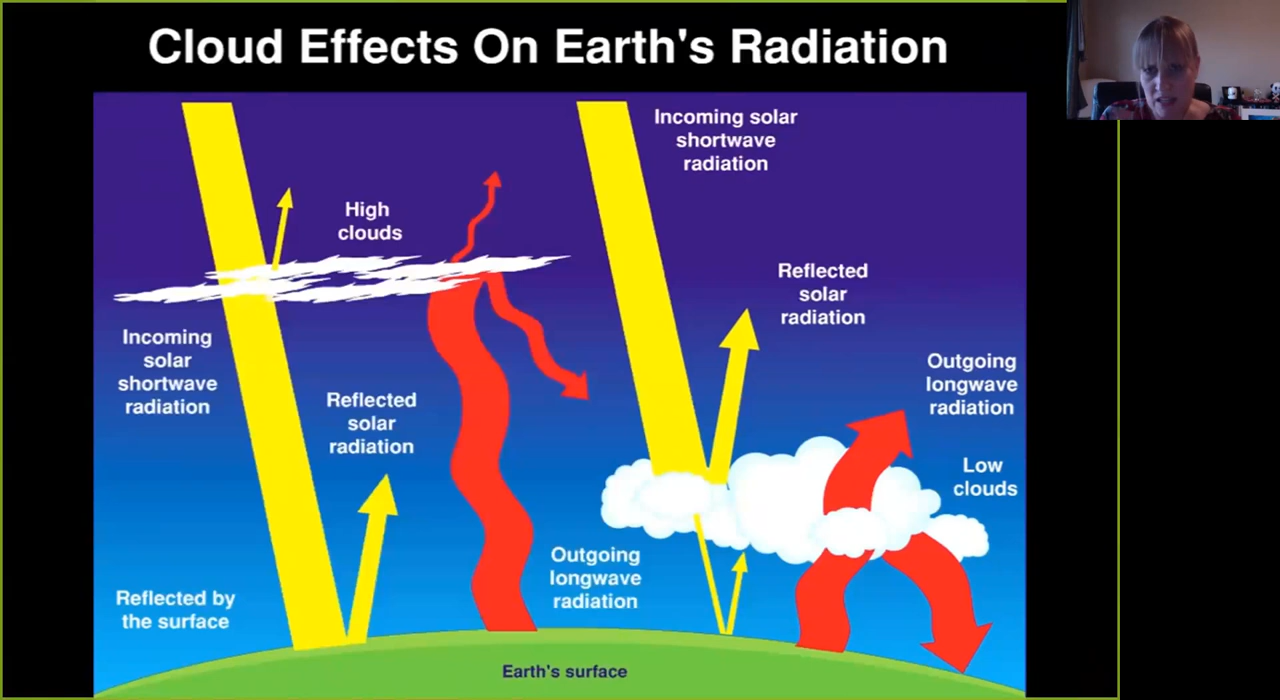 Cloud Effects On Earth's Radiation
Incoming solar
shortwave
radiation
High
clouds
Reflected
solar
radiation
Incoming
solar
shortwave
radiation
Outgoing
longwave
radiation
Reflected
solar
radiation
Low
clouds
Outgoing
longwave
radiation
Reflected by
the surface
Earth's surface